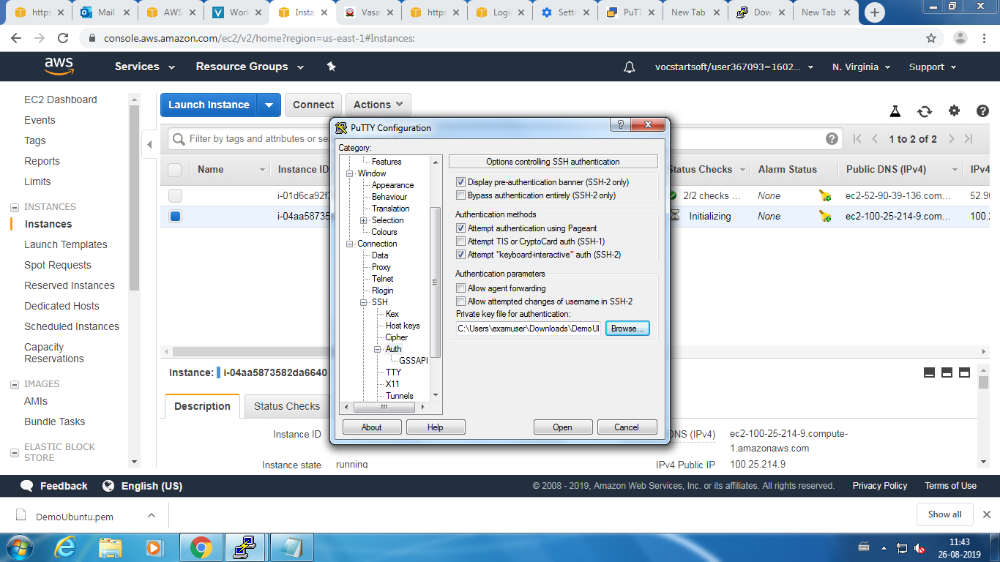 https
Mail
AWS
Work
Insta
Vasa
https
Logi
Setti
PuTT
New Tab
Dow
New Tab
console.aws.amazon.com/ec2/v2/home?region=us-east-1#Instances:
aws
Services
Resource Groups
vocstartsoft/user367093=1602...
N. Virginia
Support
EC2 Dashboard
Events
Tags
Reports
Limits
INSTANCES
Instances
Launch Templates
Spot Requests
Reserved Instances
Dedicated Hosts
Scheduled Instances
Capacity
Reservations
IMAGES
AMIs
Bundle Tasks
ELASTIC BLOCK
STORE
Launch Instance
Connect
Actions
Filter by tags and attributes or sea
1 to 2 of 2
Name
Instance ID
Status Checks
Alarm Status
Public DNS (IPv4)
IPv4
i-01d6ca92f3
2/2 checks ...
None
ec2-52-90-39-136.com...
52.90
i-04aa58735
Initializing
None
ec2-100-25-214-9.com...
100.2
PuTTY Configuration
?
Category:
Features
Window
Appearance
Behaviour
Translation
Selection
Colours
Connection
Data
Proxy
Telnet
Rlogin
SSH
Kex
Host keys
Cipher
Auth
GSSAPI
TTY
X11
Tunnels
Options controlling SSH authentication
Display pre-authentication banner (SSH-2 only)
Bypass authentication entirely (SSH-2 only)
Authentication methods
Attempt authentication using Pageant
Attempt TIS or CryptoCard auth (SSH-1)
Attempt "keyboard-interactive" auth (SSH-2)
Authentication parameters
Allow agent forwarding
Allow attempted changes of username in SSH-2
Private key file for authentication:
C:\Users\examuser\Downloads\DemoUl
Browse...
About
Help
Open
Cancel
Instance:
i-04aa5873582da6640
Description
Status Checks
Instance ID
DNS (IPv4)
ec2-100-25-214-9.compute-
1.amazonaws.com
Instance state
running
IPv4 Public IP
100.25.214.9
Feedback
English (US)
© 2008 - 2019, Amazon Web Services, Inc. or its affiliates. All rights reserved.
Privacy Policy
Terms of Use
DemoUbuntu.pem
Show all
11:43
26-08-2019